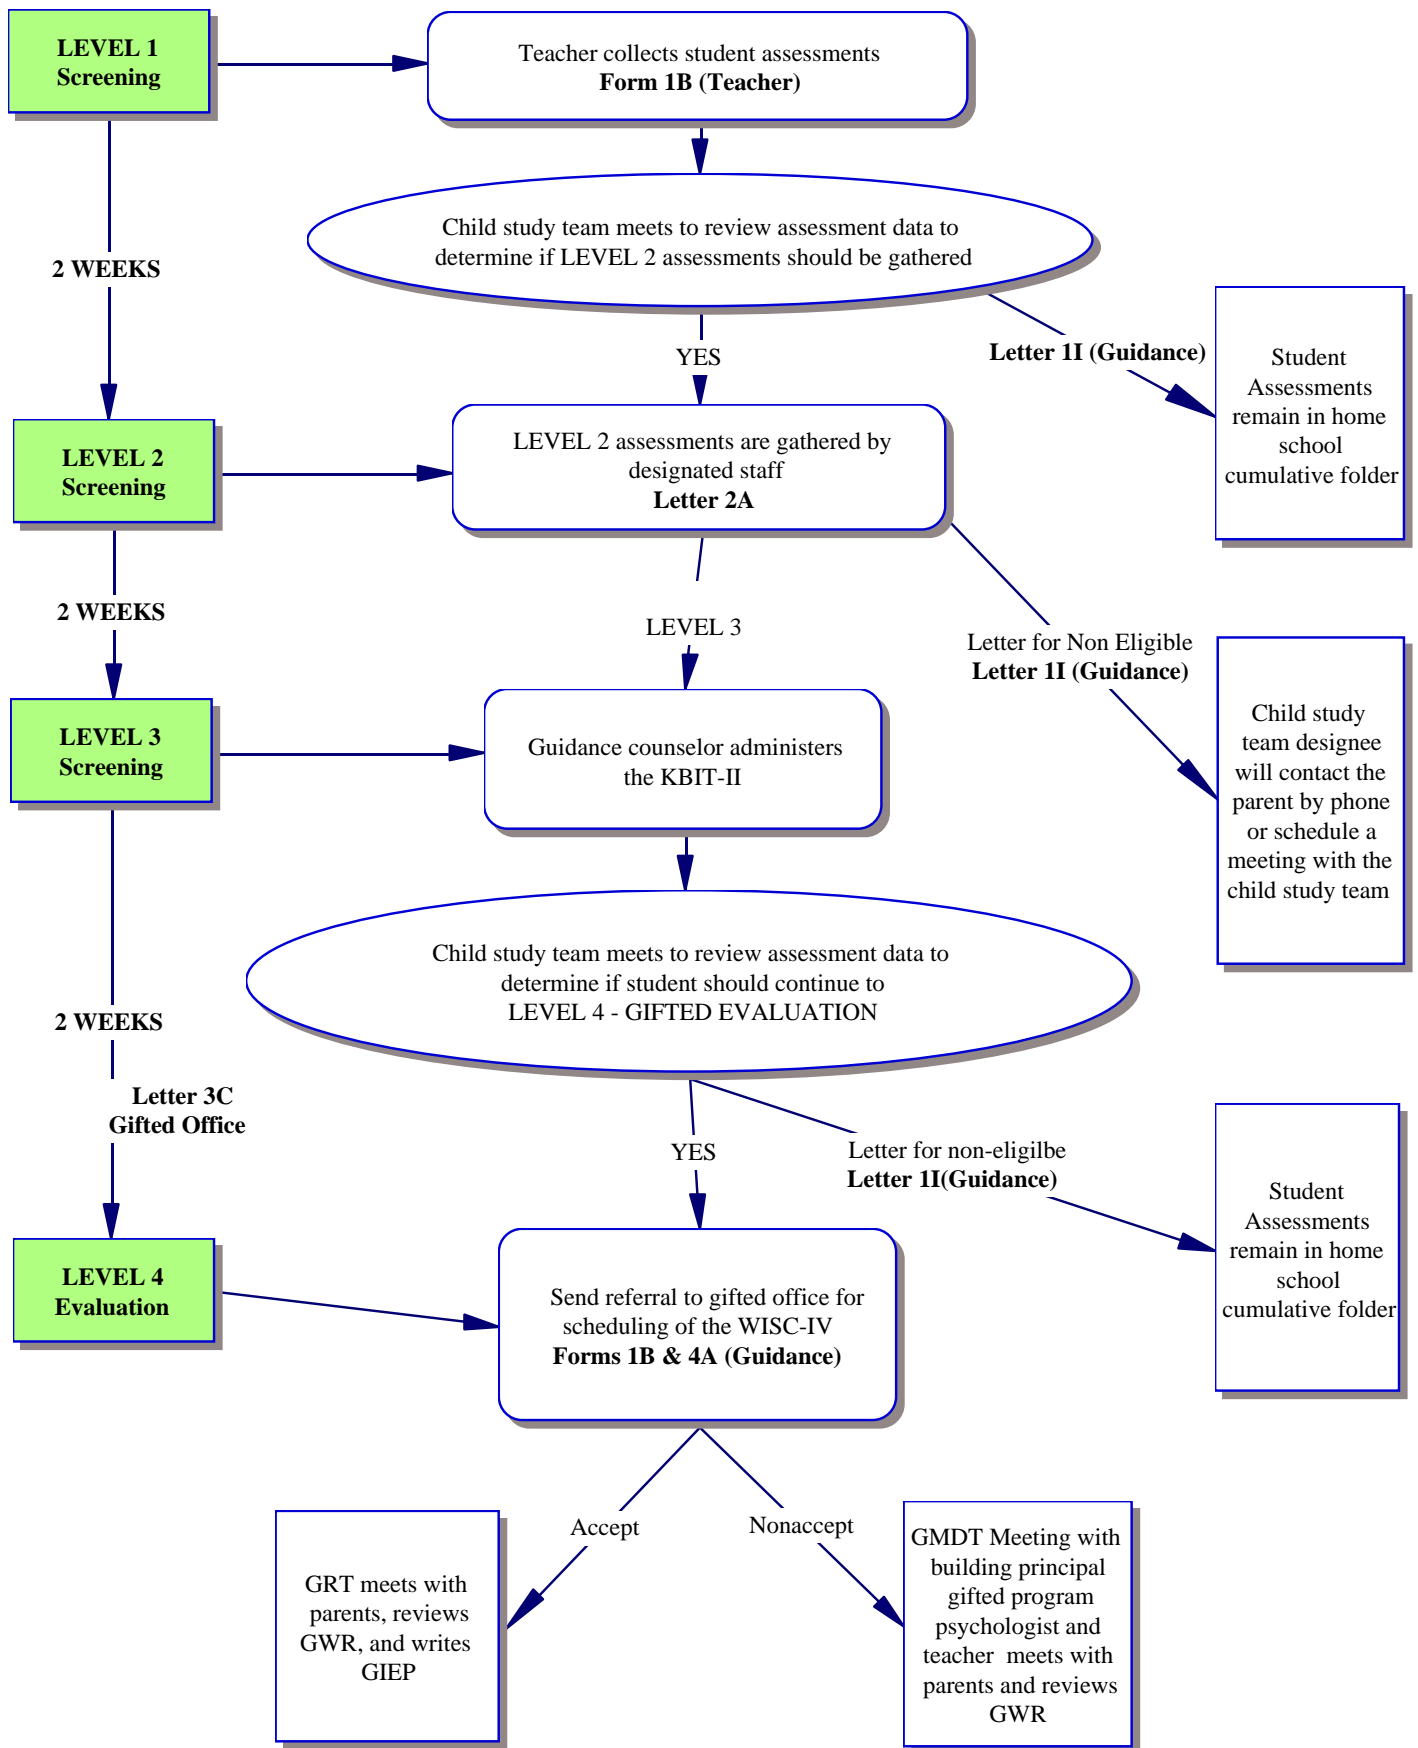 LEVEL 1
Screening
Teacher collects student assessments
Form 1B (Teacher)
Child study team meets to review assessment data to
determine if LEVEL 2 assessments should be gathered
2 WEEKS
YES
Letter 1I (Guidance)
Student
Assessments
remain in home
school
cumulative folder
LEVEL 2
Screening
LEVEL 2 assessments are gathered by
designated staff
Letter 2A
2 WEEKS
LEVEL 3
Letter for Non Eligible
Letter 1I (Guidance)
Child study
team designee
will contact the
parent by phone
or schedule a
meeting with the
child study team
LEVEL 3
Screening
Guidance counselor administers
the KBIT-II
Child study team meets to review assessment data to
determine if student should continue to
LEVEL 4 - GIFTED EVALUATION
2 WEEKS
Letter 3C
Gifted Office
YES
Letter for non-eligilbe
Letter 1I(Guidance)
Student
Assessments
remain in home
school
cumulative folder
LEVEL 4
Evaluation
Send referral to gifted office for
scheduling of the WISC-IV
Forms 1B & 4A (Guidance)
Accept
Nonaccept
GRT meets with
parents, reviews
GWR, and writes
GIEP
GMDT Meeting with
building principal
gifted program
psychologist and
teacher meets with
parents and reviews
GWR